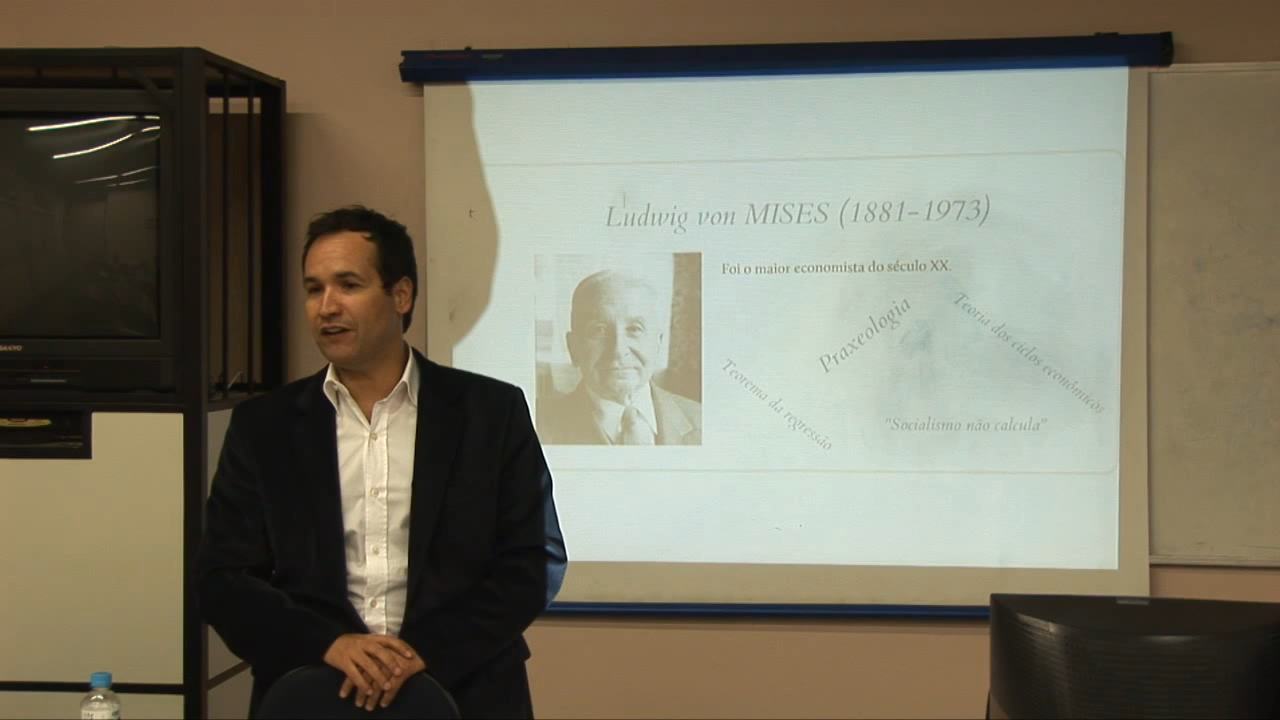 Ludwig von MISES (1881-1973)
Foi o maior economista do século XX.
Praxeologia
Teoria dos ciclos econômicos
Teorema da regressão
"Socialismo não calcula"
SANYO